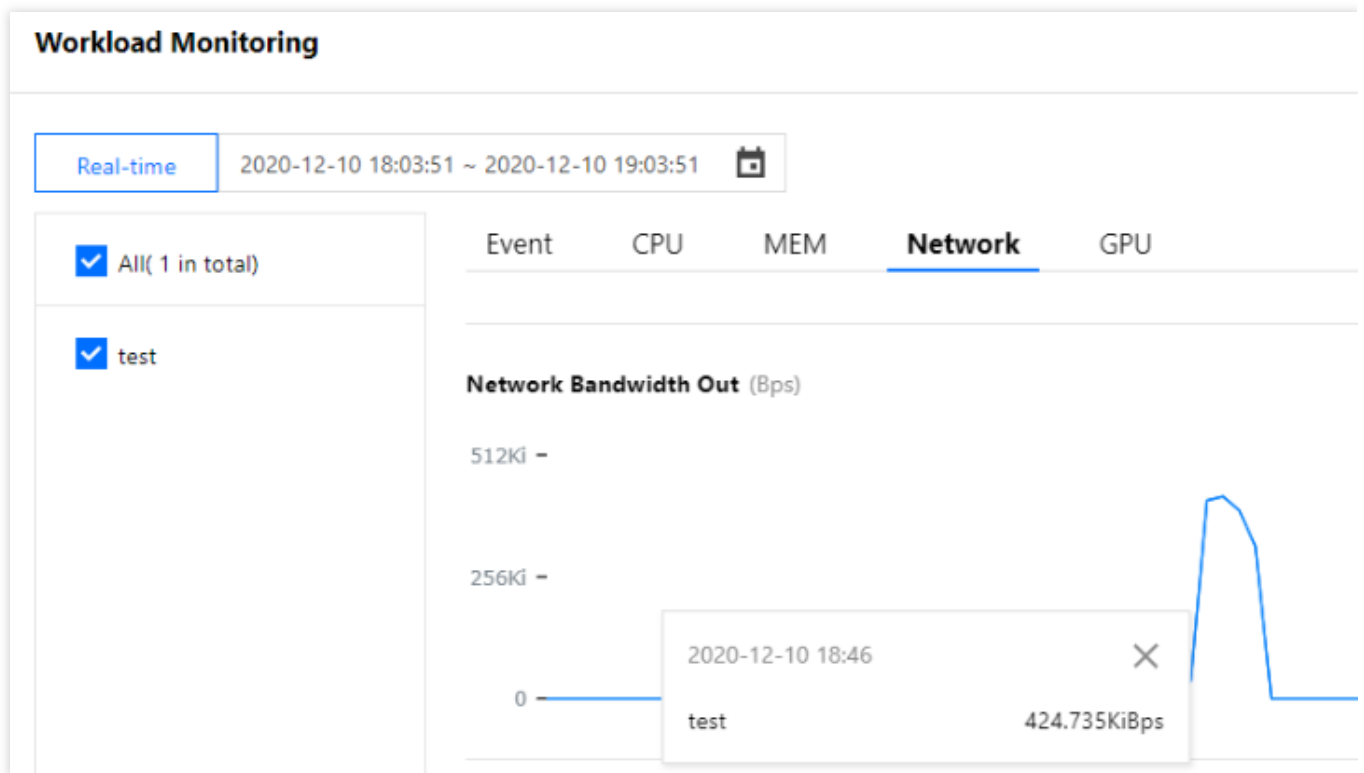 Workload Monitoring
Real-time 2020-12-10 18:03:51 ~ 2020-12-10 19:03:51
All( 1 in total)
test
Event CPU MEM Network GPU
Network Bandwidth Out (Bps)
512Ki
256Ki
0
2020-12-10 18:46
test 424.735KiBps